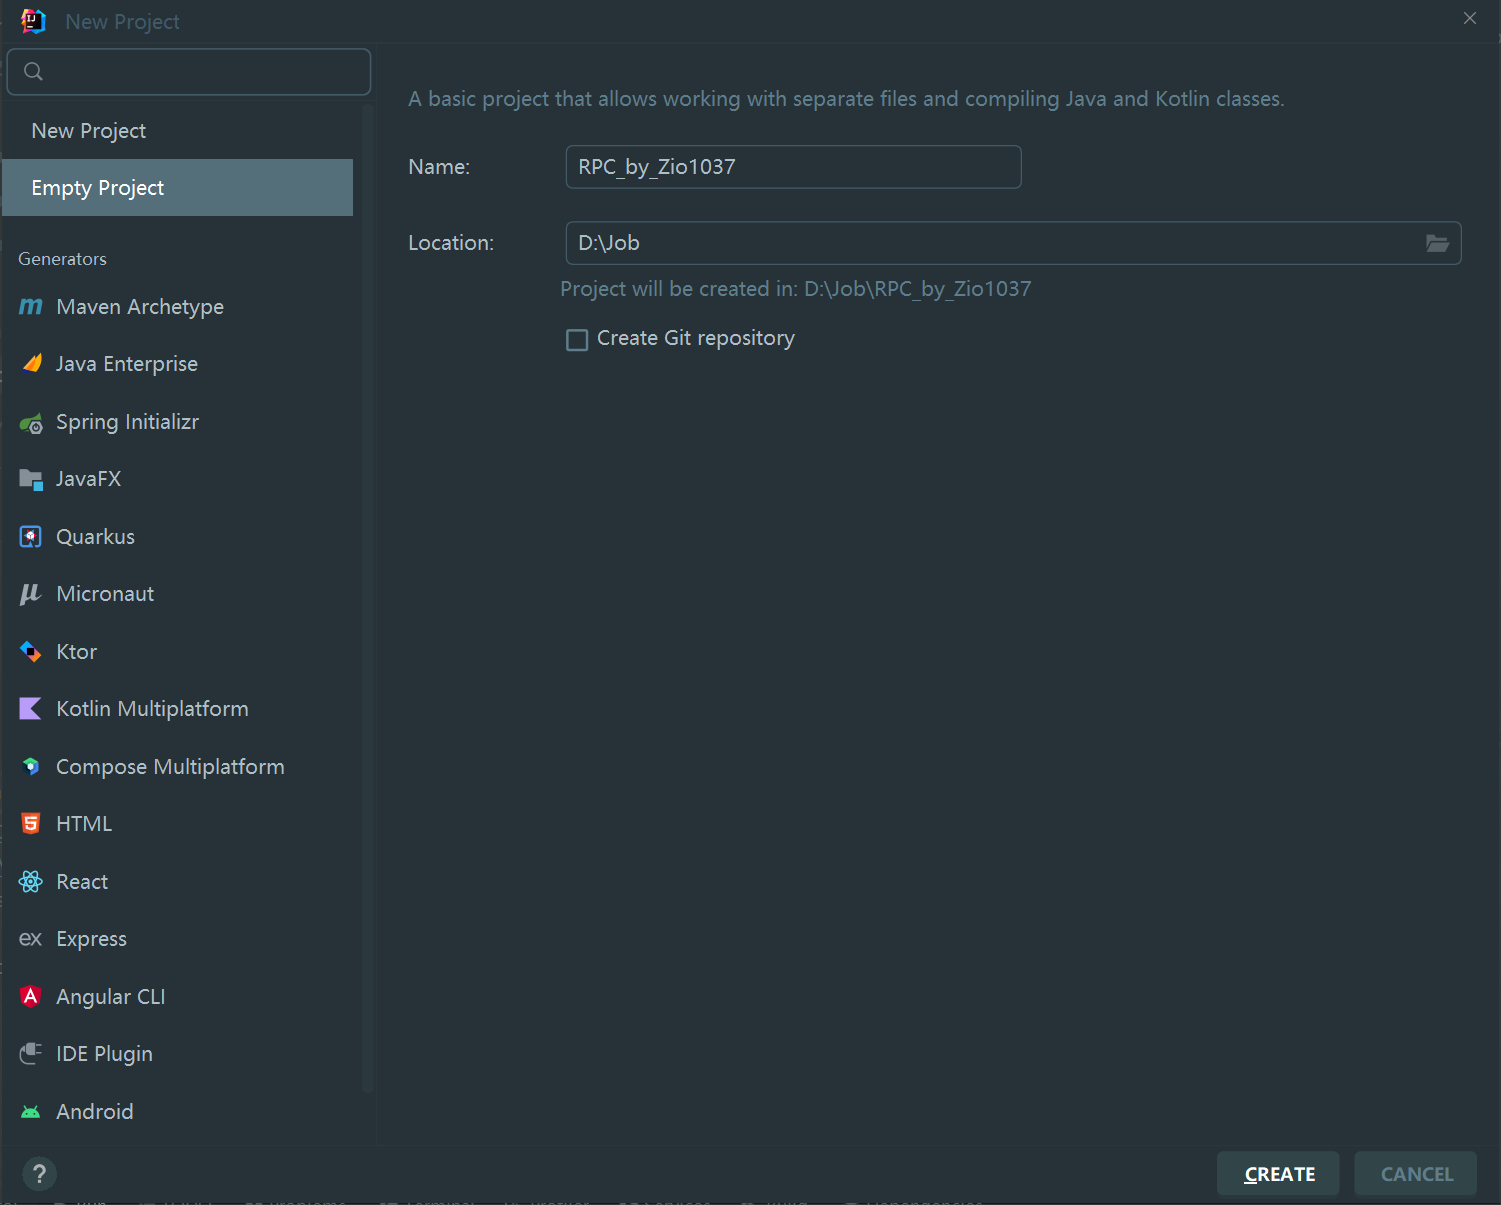 New Project
New Project
Empty Project
Generators
Maven Archetype
Java Enterprise
Spring Initializr
JavaFX
Quarkus
Micronaut
Ktor
Kotlin Multiplatform
Compose Multiplatform
HTML
React
Express
Angular CLI
IDE Plugin
Android
A basic project that allows working with separate files and compiling Java and Kotlin classes.
Name: RPC_by_Zio1037
Location: D:\Job
Project will be created in: D:\Job\RPC_by_Zio1037
Create Git repository
? CREATE CANCEL